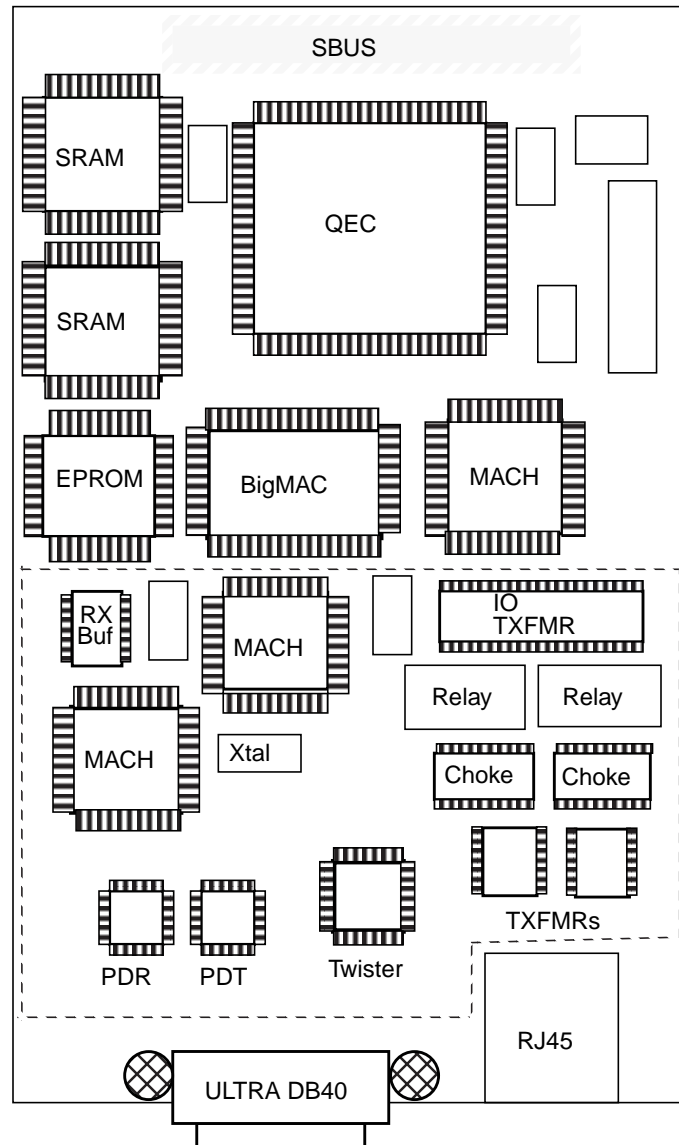 SBUS
SRAM
QEC
SRAM
EPROM
BigMAC
MACH
RX
Buf
MACH
IO
TXFMR
Relay
Relay
MACH
Xtal
Choke
Choke
TXFMRs
PDR
PDT
Twister
RJ45
ULTRA DB40